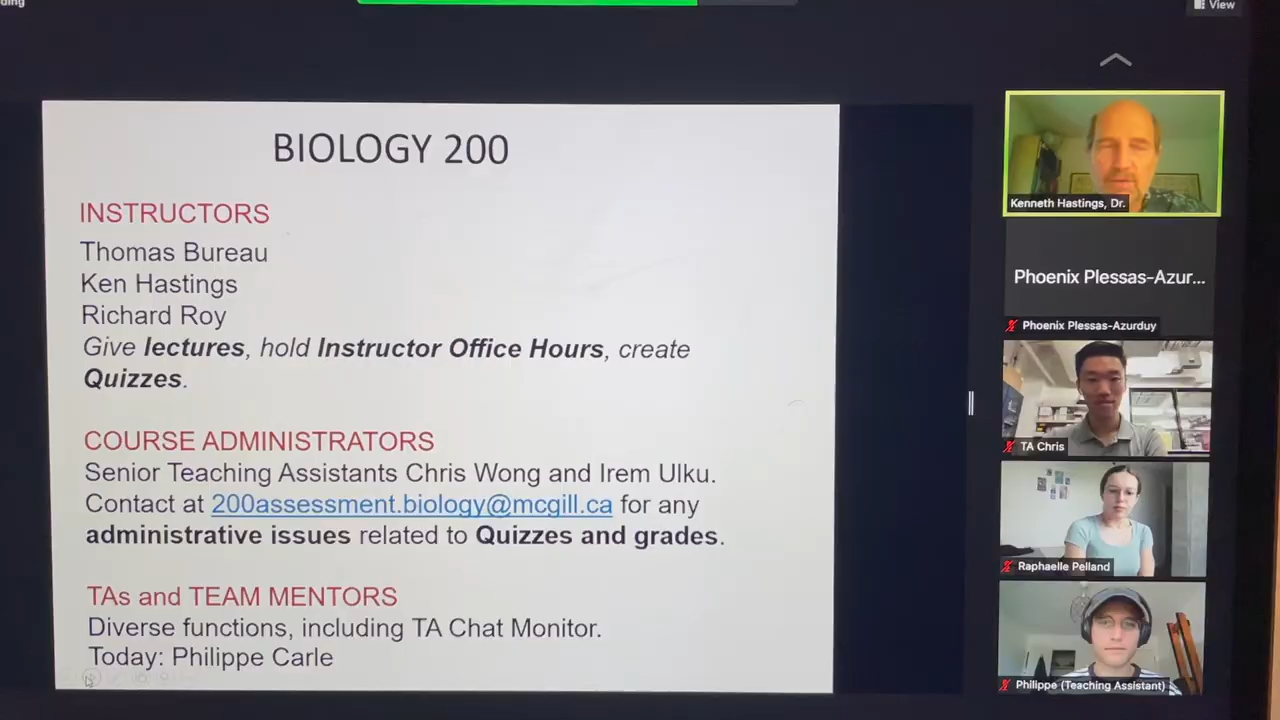 View
BIOLOGY 200
INSTRUCTORS
Thomas Bureau
Ken Hastings
Richard Roy
Give lectures, hold Instructor Office Hours, create
Quizzes.
COURSE ADMINISTRATORS
Senior Teaching Assistants Chris Wong and Irem Ulku.
Contact at 200assessment.biology@mcgill.ca for any
administrative issues related to Quizzes and grades.
TAs and TEAM MENTORS
Diverse functions, including TA Chat Monitor.
Today: Philippe Carle
Kenneth Hastings, Dr.
Phoenix Plessas-Azur...
Phoenix Plessas-Azurduy
TA Chris
Raphaelle Pelland
Philippe (Teaching Assistant)